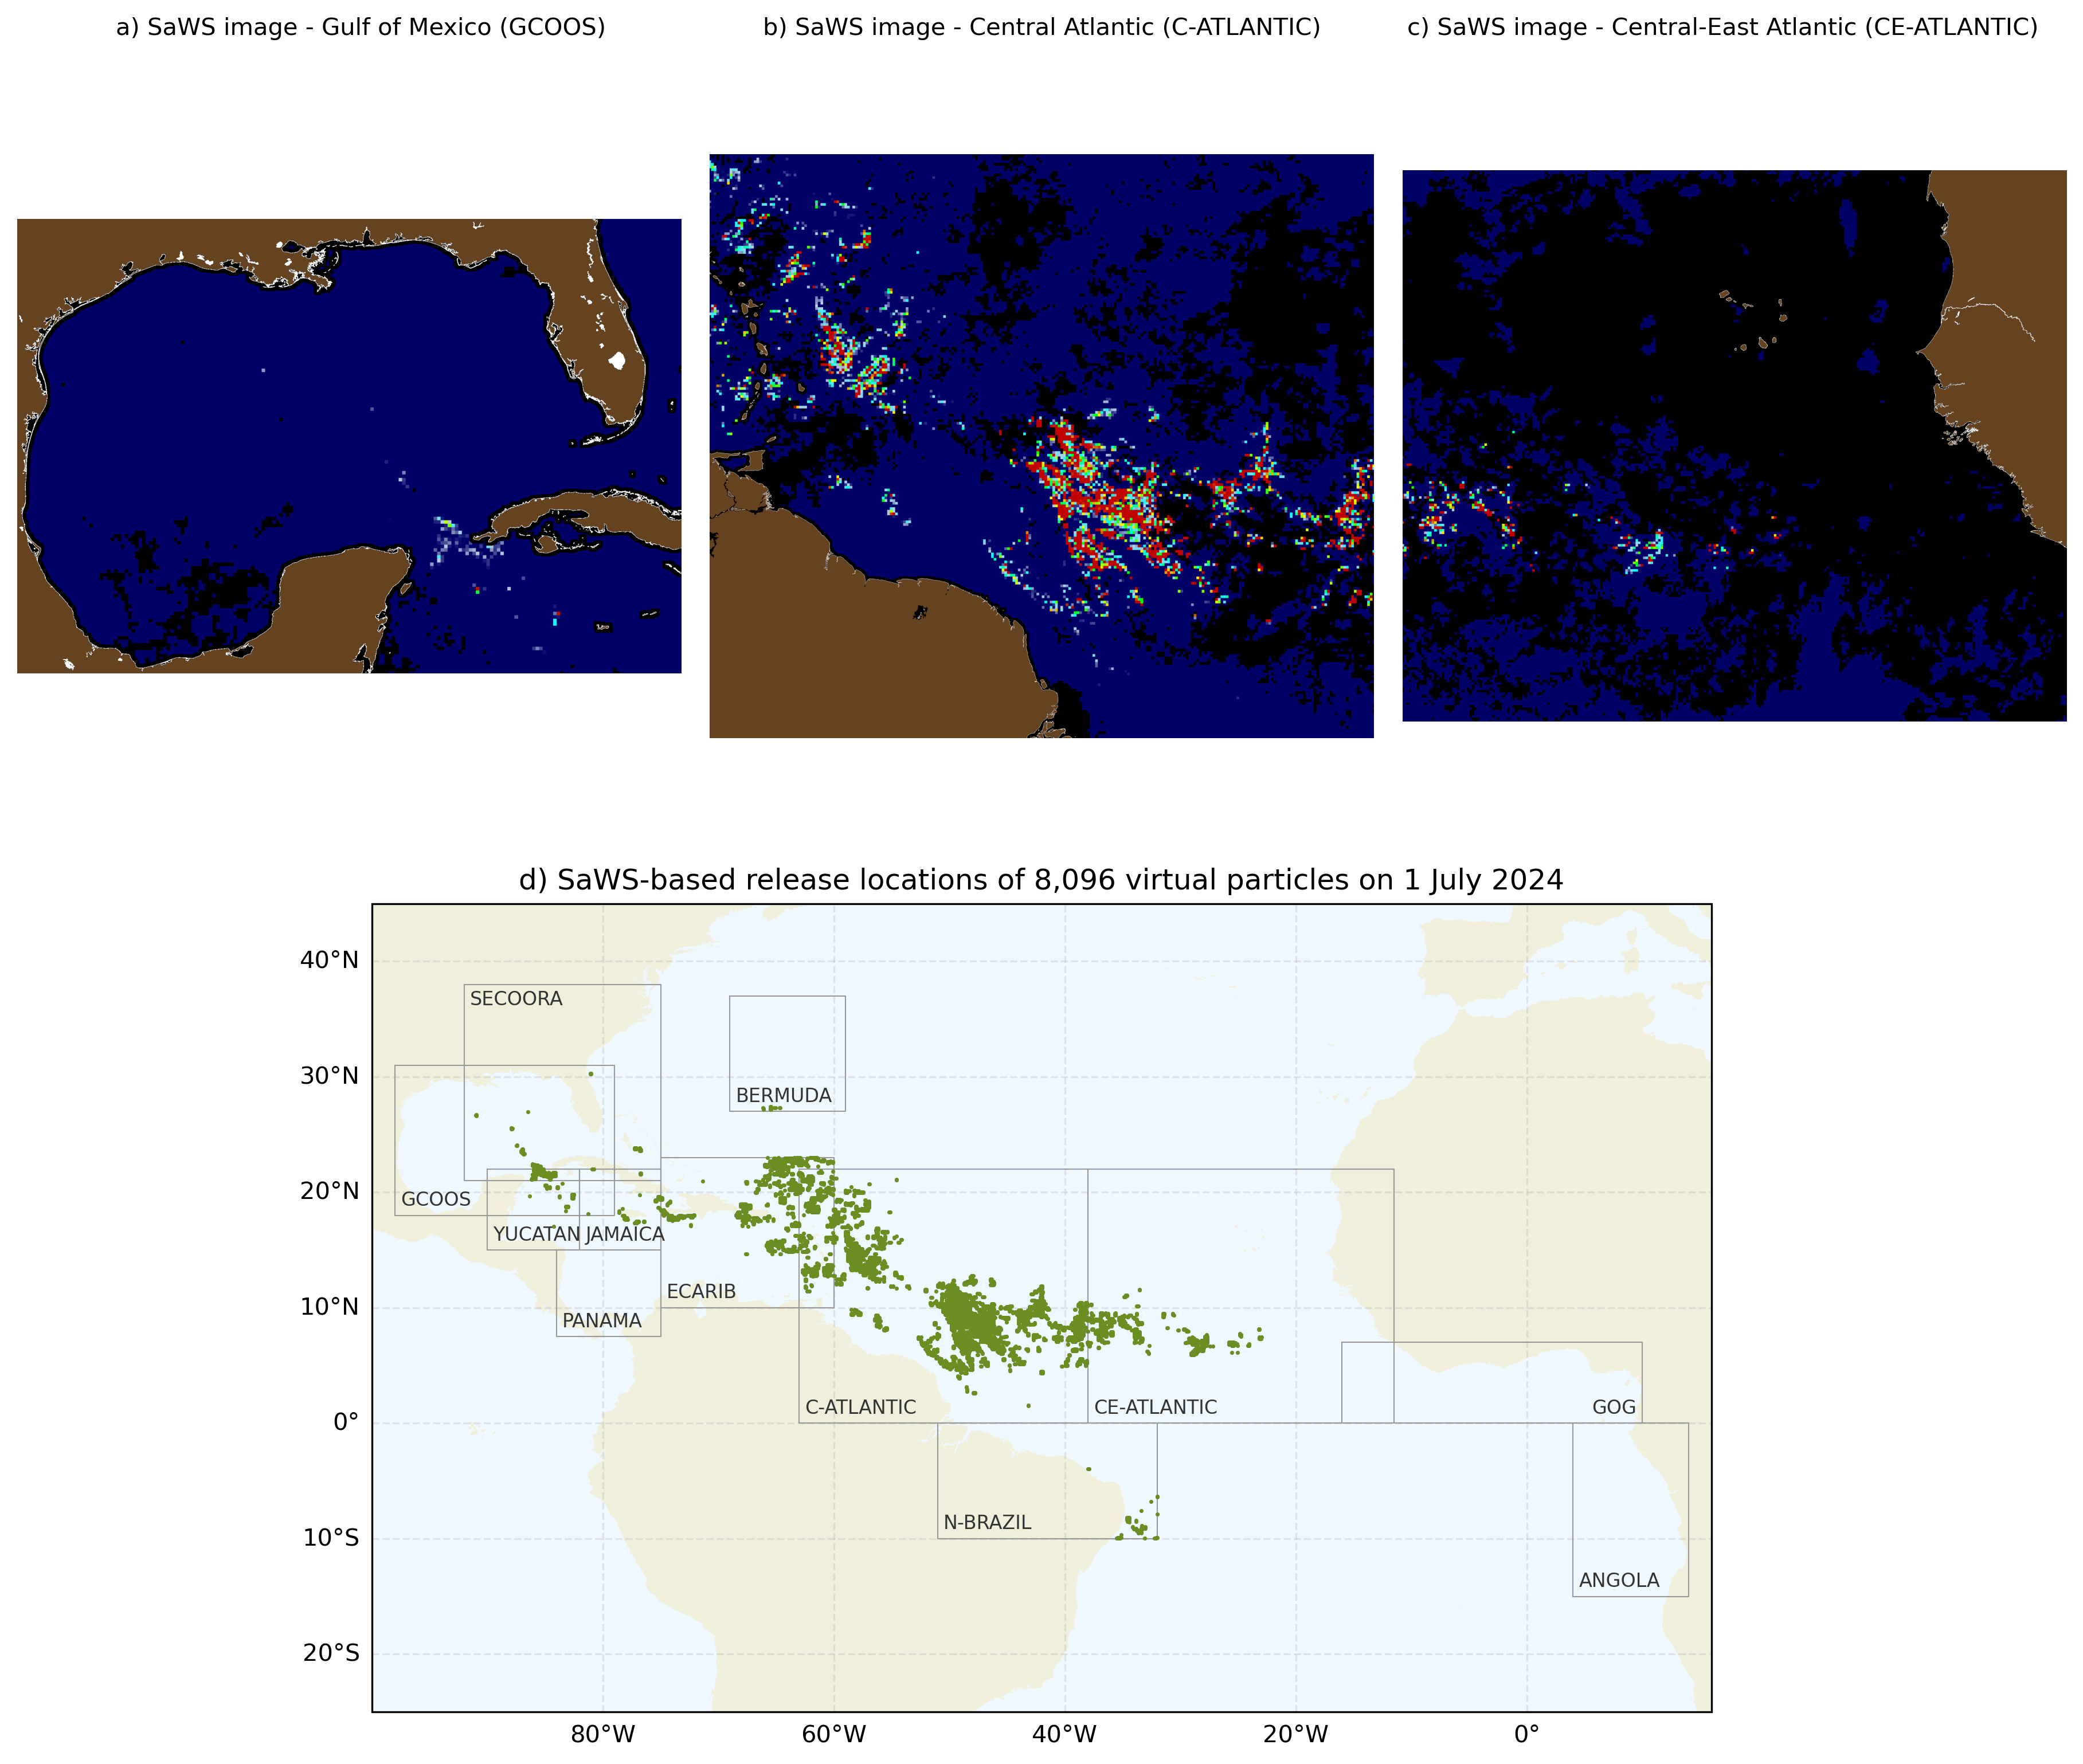 a) SaWS image - Gulf of Mexico (GCOOS)
b) SaWS image - Central Atlantic (C-ATLANTIC)
c) SaWS image - Central-East Atlantic (CE-ATLANTIC)
d) SaWS-based release locations of 8,096 virtual particles on 1 July 2024
40°N
30°N
20°N
10°N
0°
10°S
20°S
SECOORA
BERMUDA
GCOOS
YUCATAN
JAMAICA
ECARIB
PANAMA
C-ATLANTIC
CE-ATLANTIC
GOG
N-BRAZIL
ANGOLA
80°W
60°W
40°W
20°W
0°